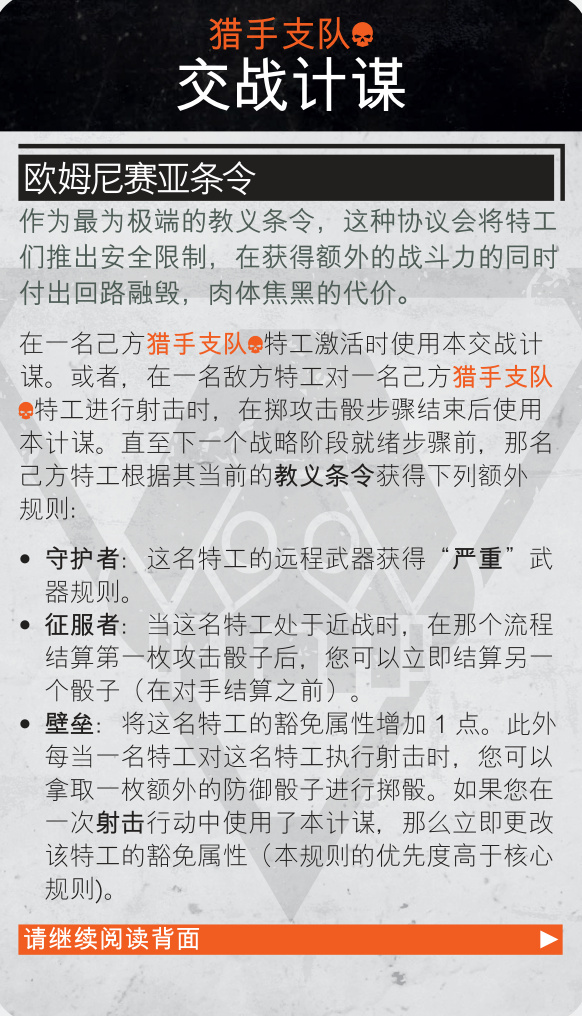 猎手支队
交战计谋
欧姆尼赛亚条令
作为最为极端的教义条令，这种协议会将特工
们推出安全限制，在获得额外的战斗力的同时
付出回路融毁，肉体焦黑的代价。
在一名己方猎手支队特工激活时使用本交战计
谋。或者，在一名敌方特工对一名己方猎手支队
特工进行射击时，在掷攻击骰步骤结束后使用
本计谋。直至下一个战略阶段就绪步骤前，那名
己方特工根据其当前的教义条令获得下列额外
规则:
• 守护者：这名特工的远程武器获得“严重”武
器规则。
• 征服者：当这名特工处于近战时，在那个流程
结算第一枚攻击骰子后，您可以立即结算另一
个骰子（在对手结算之前）。
• 壁垒：将这名特工的豁免属性增加 1 点。此外
每当一名特工对这名特工执行射击时，您可以
拿取一枚额外的防御骰子进行掷骰。如果您在
一次射击行动中使用了本计谋，那么立即更改
该特工的豁免属性（本规则的优先度高于核心
规则)。
请继续阅读背面